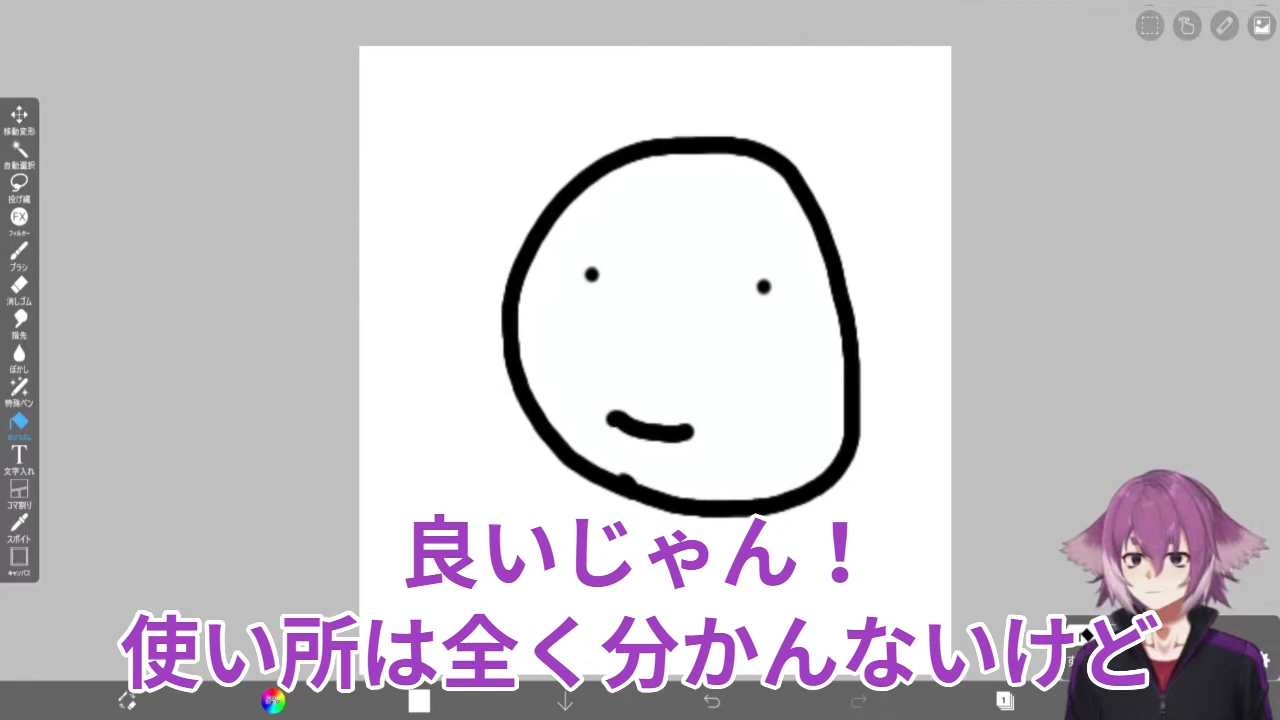 移動変形
自動選択
投げ縄
FX
フィルター
ブラシ
消しゴム
指先
ぼかし
特殊ペン
T
文字入れ
コマ割り
スポイト
キャンバス
良いじゃん！
使い所は全く分かんないけど
1